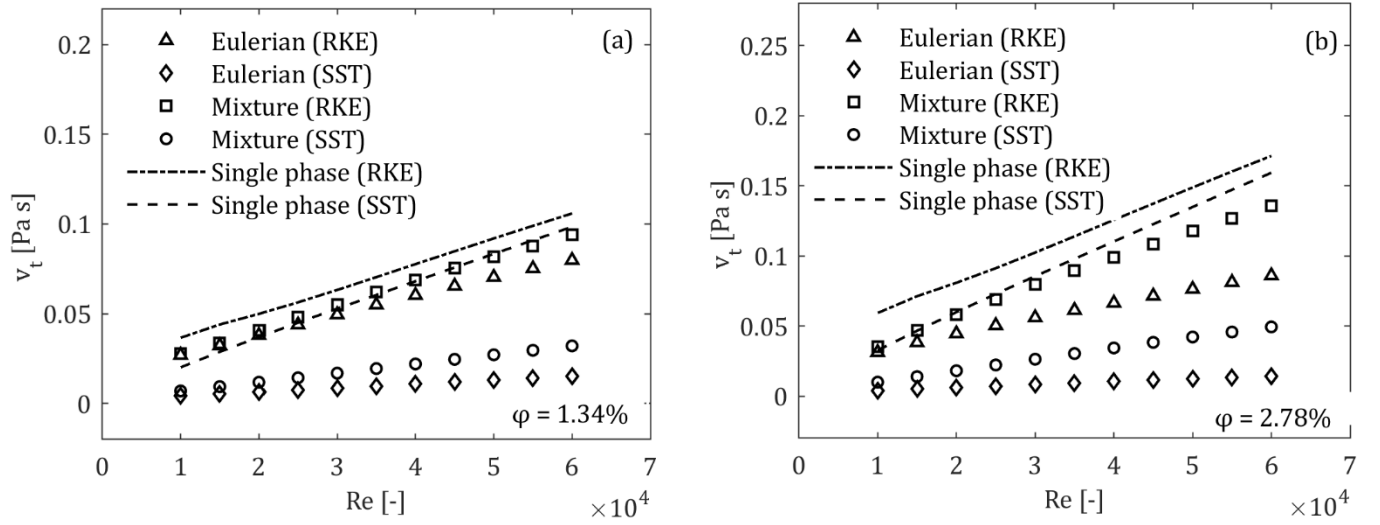 (a)
Eulerian (RKE)
Eulerian (SST)
Mixture (RKE)
Mixture (SST)
Single phase (RKE)
Single phase (SST)
0.2
0.15
0.1
0.05
0
v_t [Pa s]
φ = 1.34%
0 1 2 3 4 5 6 7
Re [-]
×10^4
(b)
Eulerian (RKE)
Eulerian (SST)
Mixture (RKE)
Mixture (SST)
Single phase (RKE)
Single phase (SST)
0.25
0.2
0.15
0.1
0.05
0
v_t [Pa s]
φ = 2.78%
0 1 2 3 4 5 6 7
Re [-]
×10^4